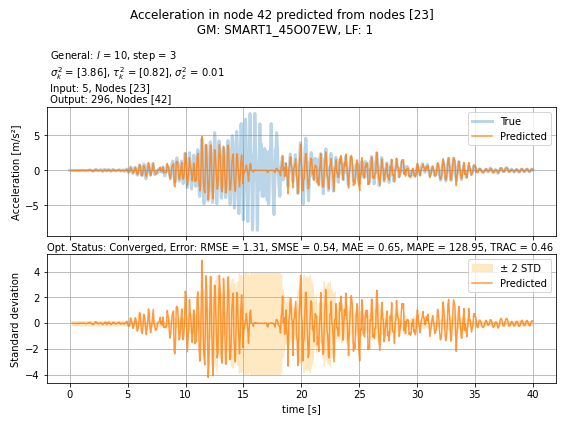 Acceleration in node 42 predicted from nodes [23]
GM: SMART1_45O07EW, LF: 1
General: l = 10, step = 3
σ²ₖ = [3.86], τ²ₖ = [0.82], σ²ε = 0.01
Input: 5, Nodes [23]
Output: 296, Nodes [42]
Acceleration [m/s²]
5
0
−5
True
Predicted
Opt. Status: Converged, Error: RMSE = 1.31, SMSE = 0.54, MAE = 0.65, MAPE = 128.95, TRAC = 0.46
Standard deviation
4
2
0
−2
−4
± 2 STD
Predicted
0 5 10 15 20 25 30 35 40
time [s]